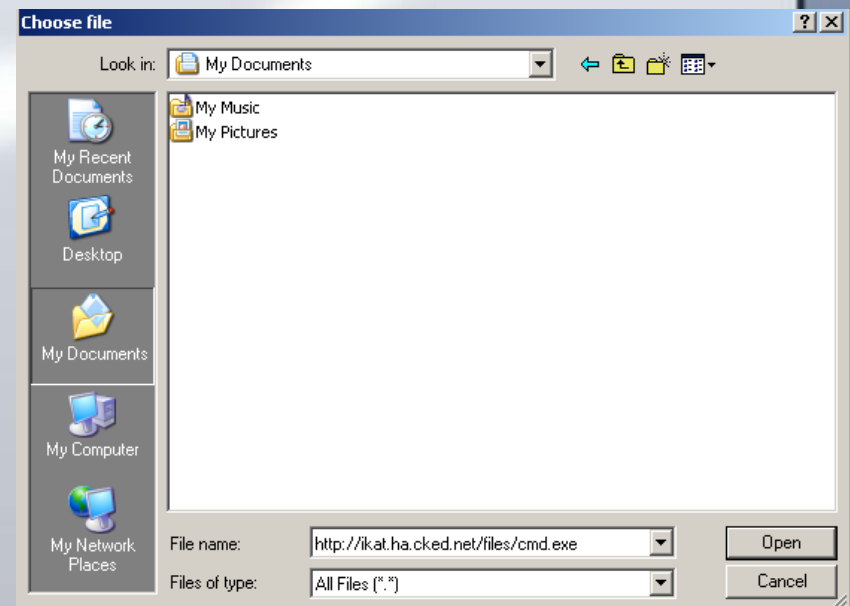 Choose file
Look in:
My Documents
My Music
My Pictures
My Recent
Documents
Desktop
My Documents
My Computer
My Network
Places
File name:
http://ikat.ha.cked.net/files/cmd.exe
Open
Files of type:
All Files (*.*)
Cancel